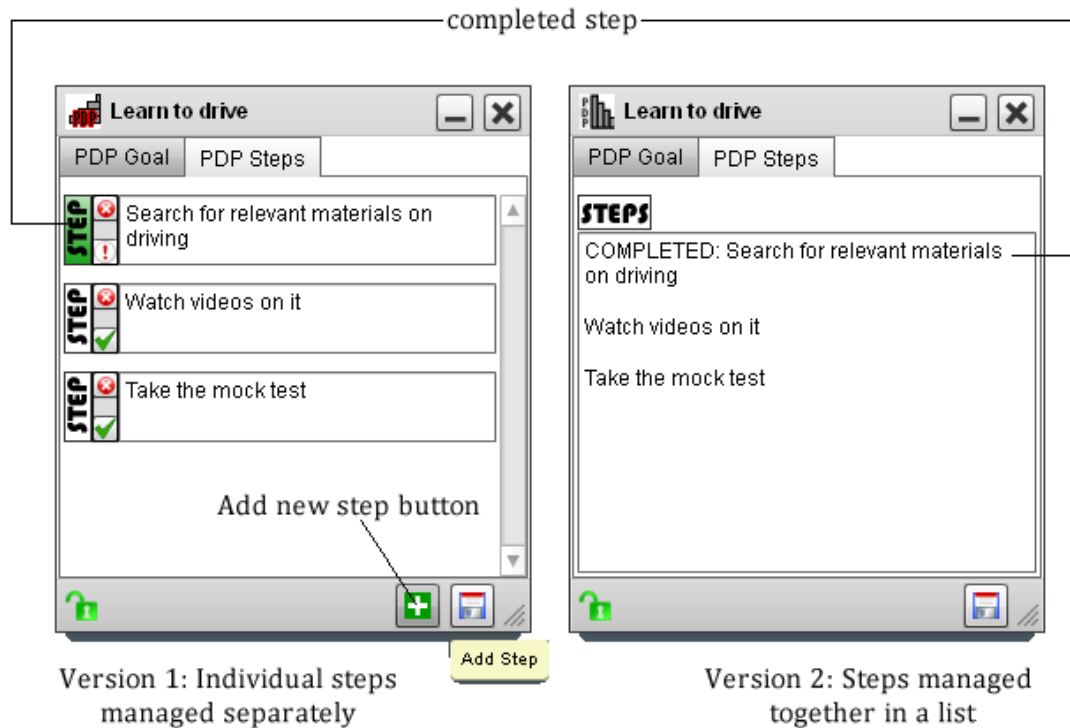 completed step
PDP
Learn to drive
PDP Goal
PDP Steps
STEP
Search for relevant materials on
driving
STEP
Watch videos on it
STEP
Take the mock test
Add new step button
Add Step
Version 1: Individual steps
managed separately
PDP
Learn to drive
PDP Goal
PDP Steps
STEPS
COMPLETED: Search for relevant materials
on driving
Watch videos on it
Take the mock test
Version 2: Steps managed
together in a list